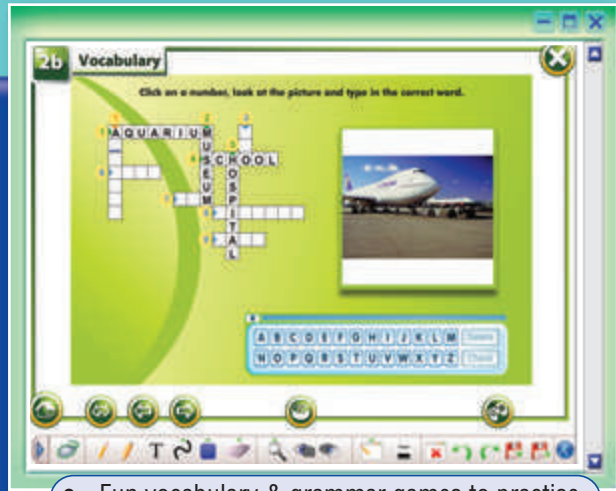 2b Vocabulary
Click on a number, look at the picture and type in the correct word.
AQUARIUM
MUSEUM
SCHOOL
HOSPITAL
A B C D E F G H I J K L M
N O P Q R S T U V W X Y Z
T
Fun vocabulary & grammar games to practise